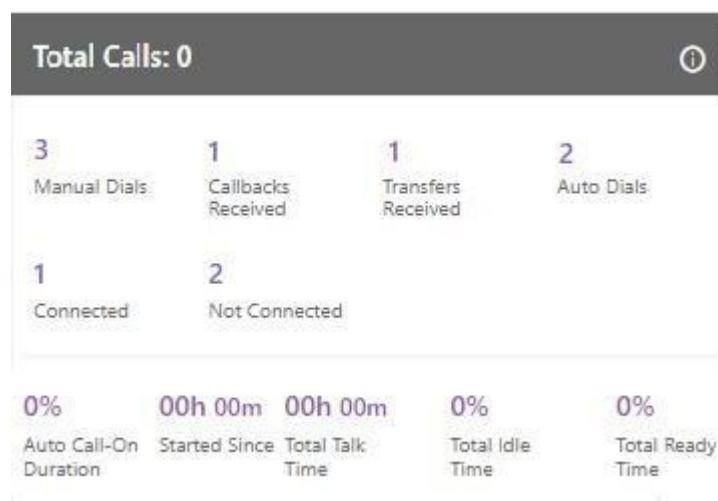 Total Calls: 0
3 1 1 2
Manual Dials Callbacks Transfers Auto Dials
Received Received
1 2
Connected Not Connected
0% 00h 00m 00h 00m 0% 0%
Auto Call-On Started Since Total Talk Total Idle Total Ready
Duration Time Time Time